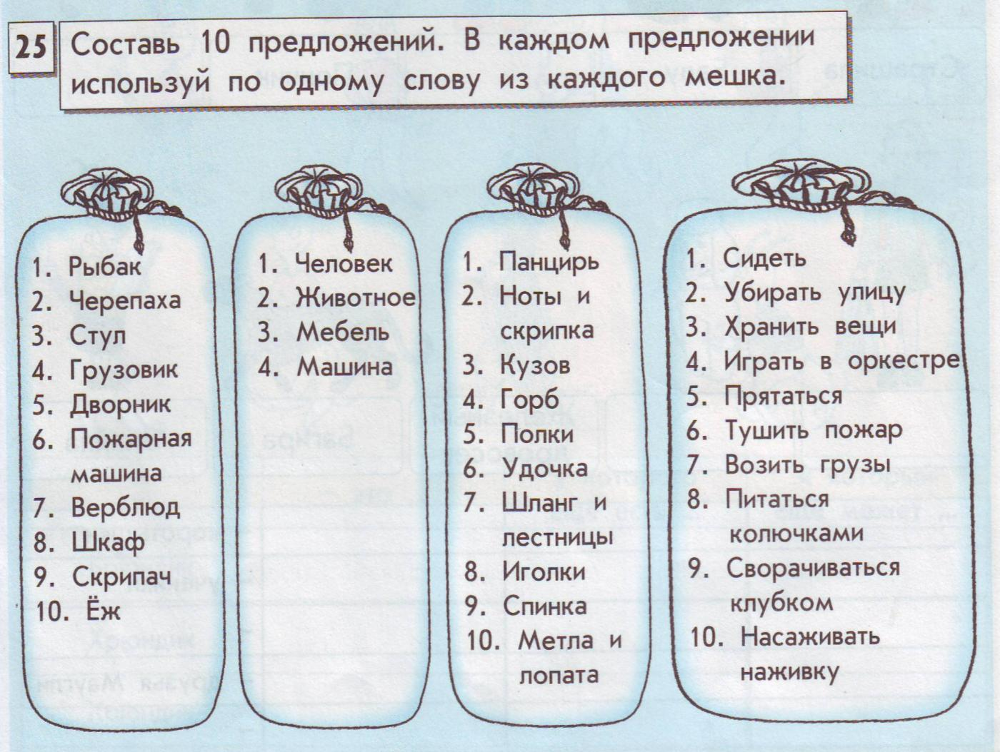 25
Составь 10 предложений. В каждом предложении
используй по одному слову из каждого мешка.
1. Рыбак
2. Черепаха
3. Стул
4. Грузовик
5. Дворник
6. Пожарная
машина
7. Верблюд
8. Шкаф
9. Скрипач
10. Ёж
1. Человек
2. Животное
3. Мебель
4. Машина
1. Панцирь
2. Ноты и
скрипка
3. Кузов
4. Горб
5. Полки
6. Удочка
7. Шланг и
лестницы
8. Иголки
9. Спинка
10. Метла и
лопата
1. Сидеть
2. Убирать улицу
3. Хранить вещи
4. Играть в оркестре
5. Прятаться
6. Тушить пожар
7. Возить грузы
8. Питаться
колючками
9. Сворачиваться
клубком
10. Насаживать
наживку